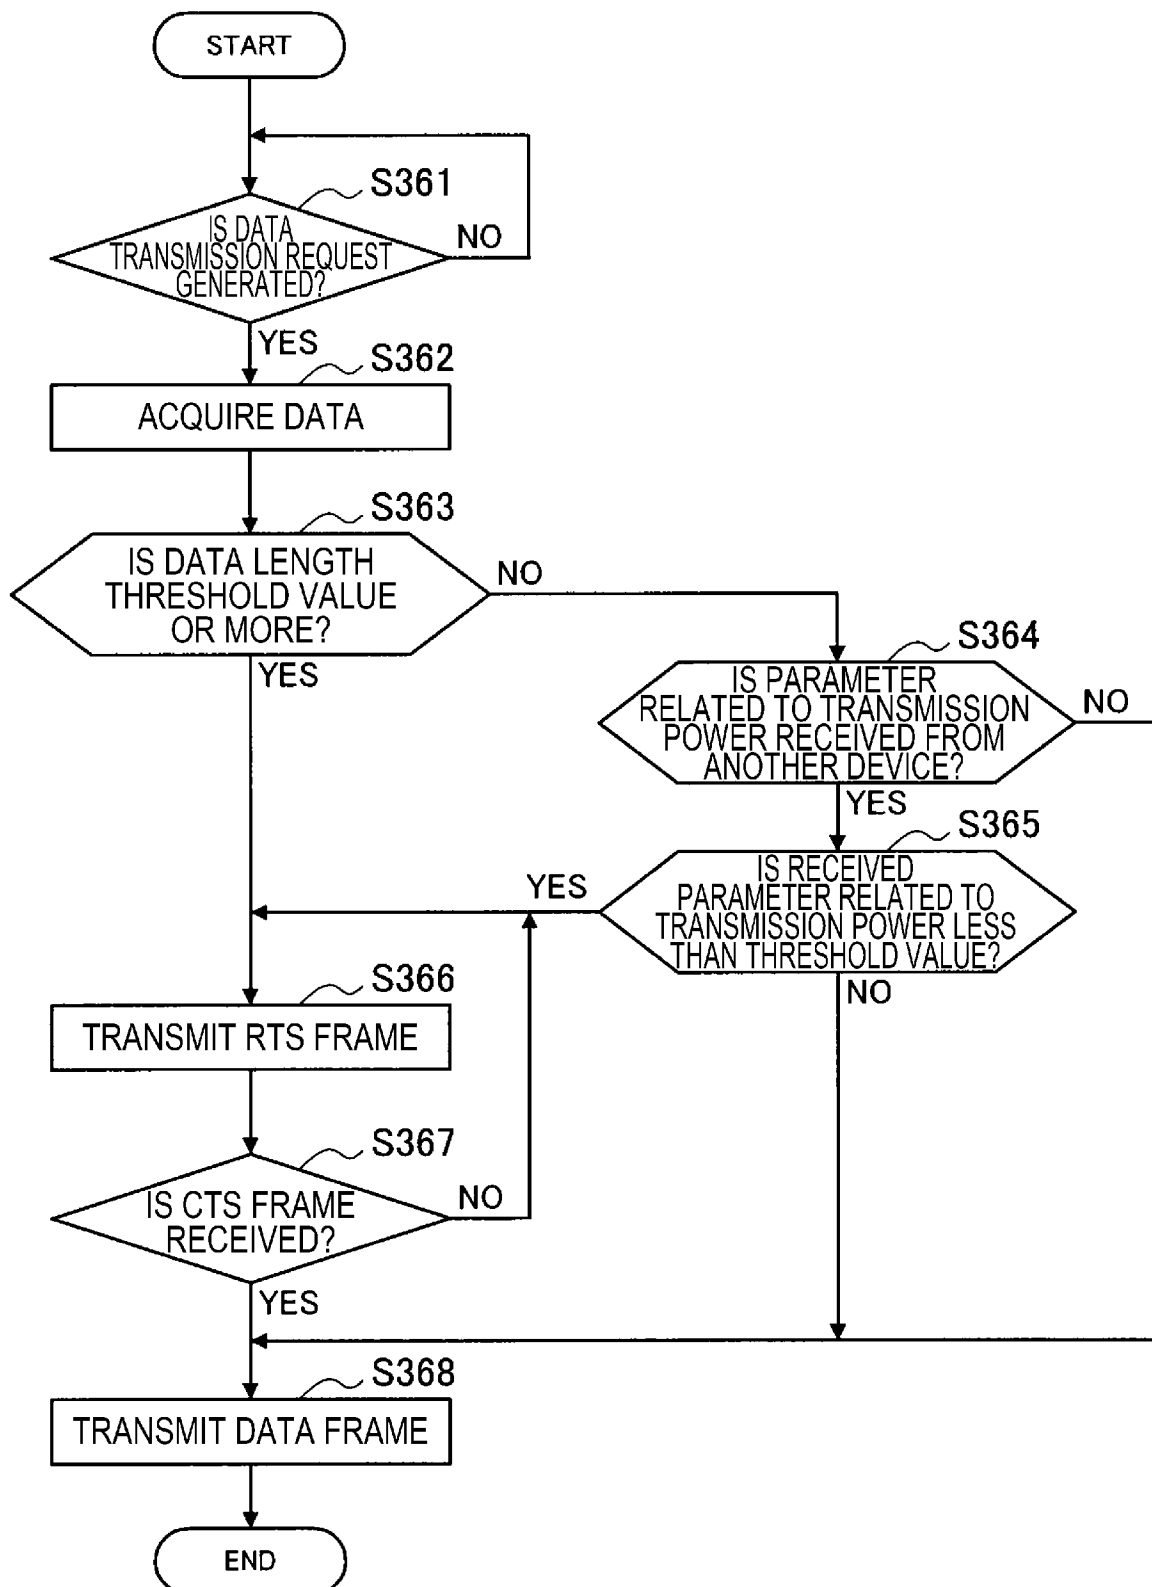 START
S361
IS DATA
TRANSMISSION REQUEST
GENERATED?
NO
YES
S362
ACQUIRE DATA
S363
IS DATA LENGTH
THRESHOLD VALUE
OR MORE?
NO
YES
S364
IS PARAMETER
RELATED TO TRANSMISSION
POWER RECEIVED FROM
ANOTHER DEVICE?
NO
YES
S365
IS RECEIVED
PARAMETER RELATED TO
TRANSMISSION POWER LESS
THAN THRESHOLD VALUE?
YES
NO
S366
TRANSMIT RTS FRAME
S367
IS CTS FRAME
RECEIVED?
NO
YES
S368
TRANSMIT DATA FRAME
END